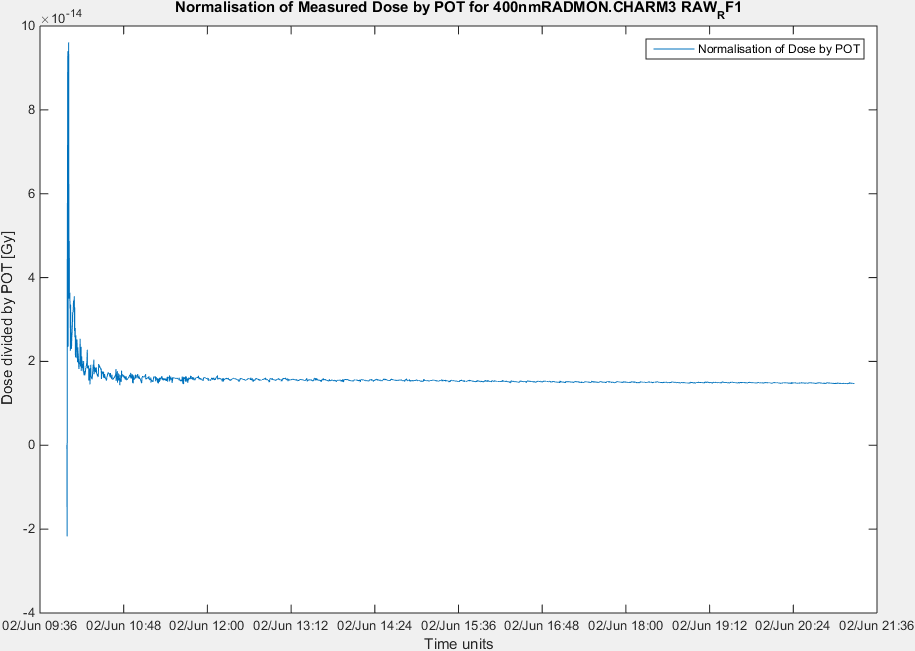 Normalisation of Measured Dose by POT for 400nmRADMON.CHARM3 RAW_RF1
×10^-14
Normalisation of Dose by POT
10
8
6
4
2
0
-2
-4
Dose divided by POT [Gy]
02/Jun 09:36 02/Jun 10:48 02/Jun 12:00 02/Jun 13:12 02/Jun 14:24 02/Jun 15:36 02/Jun 16:48 02/Jun 18:00 02/Jun 19:12 02/Jun 20:24 02/Jun 21:36
Time units